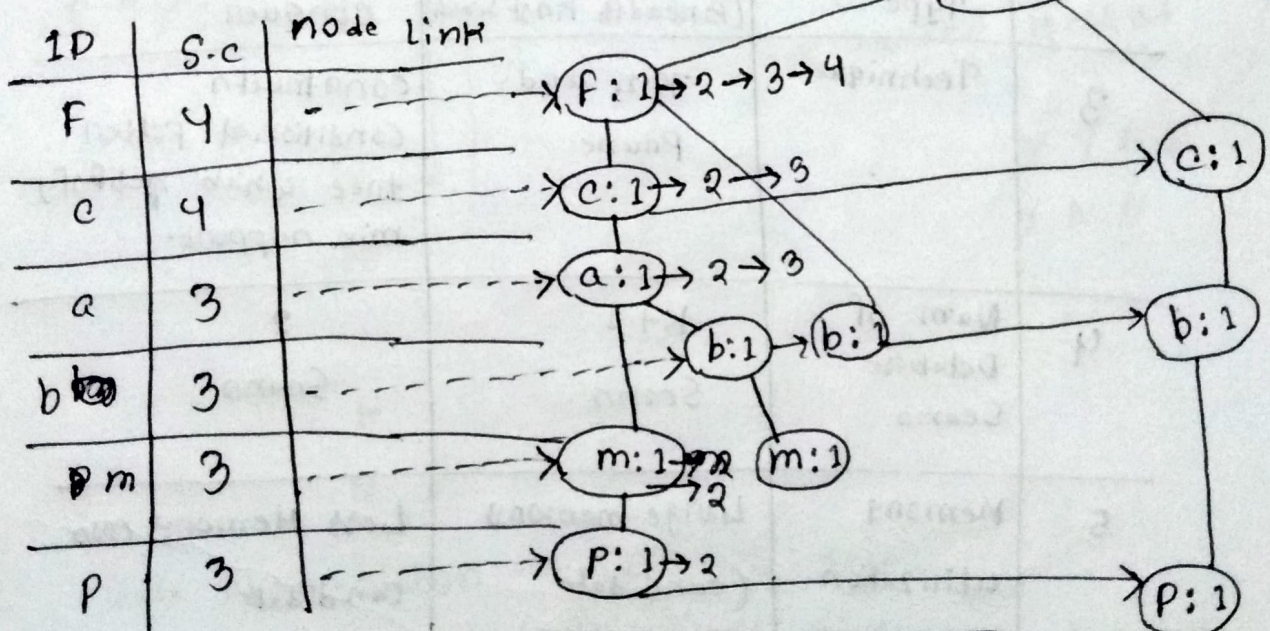 ID S.C node link
F 4 f:1 → 2 → 3 → 4
c 4 c:1 → 2 → 3 c:1
a 3 a:1 → 2 → 3
b 3 b:1 → b:1 b:1
m 3 m:1 → 2 m:1
p 3 p:1 → 2 p:1